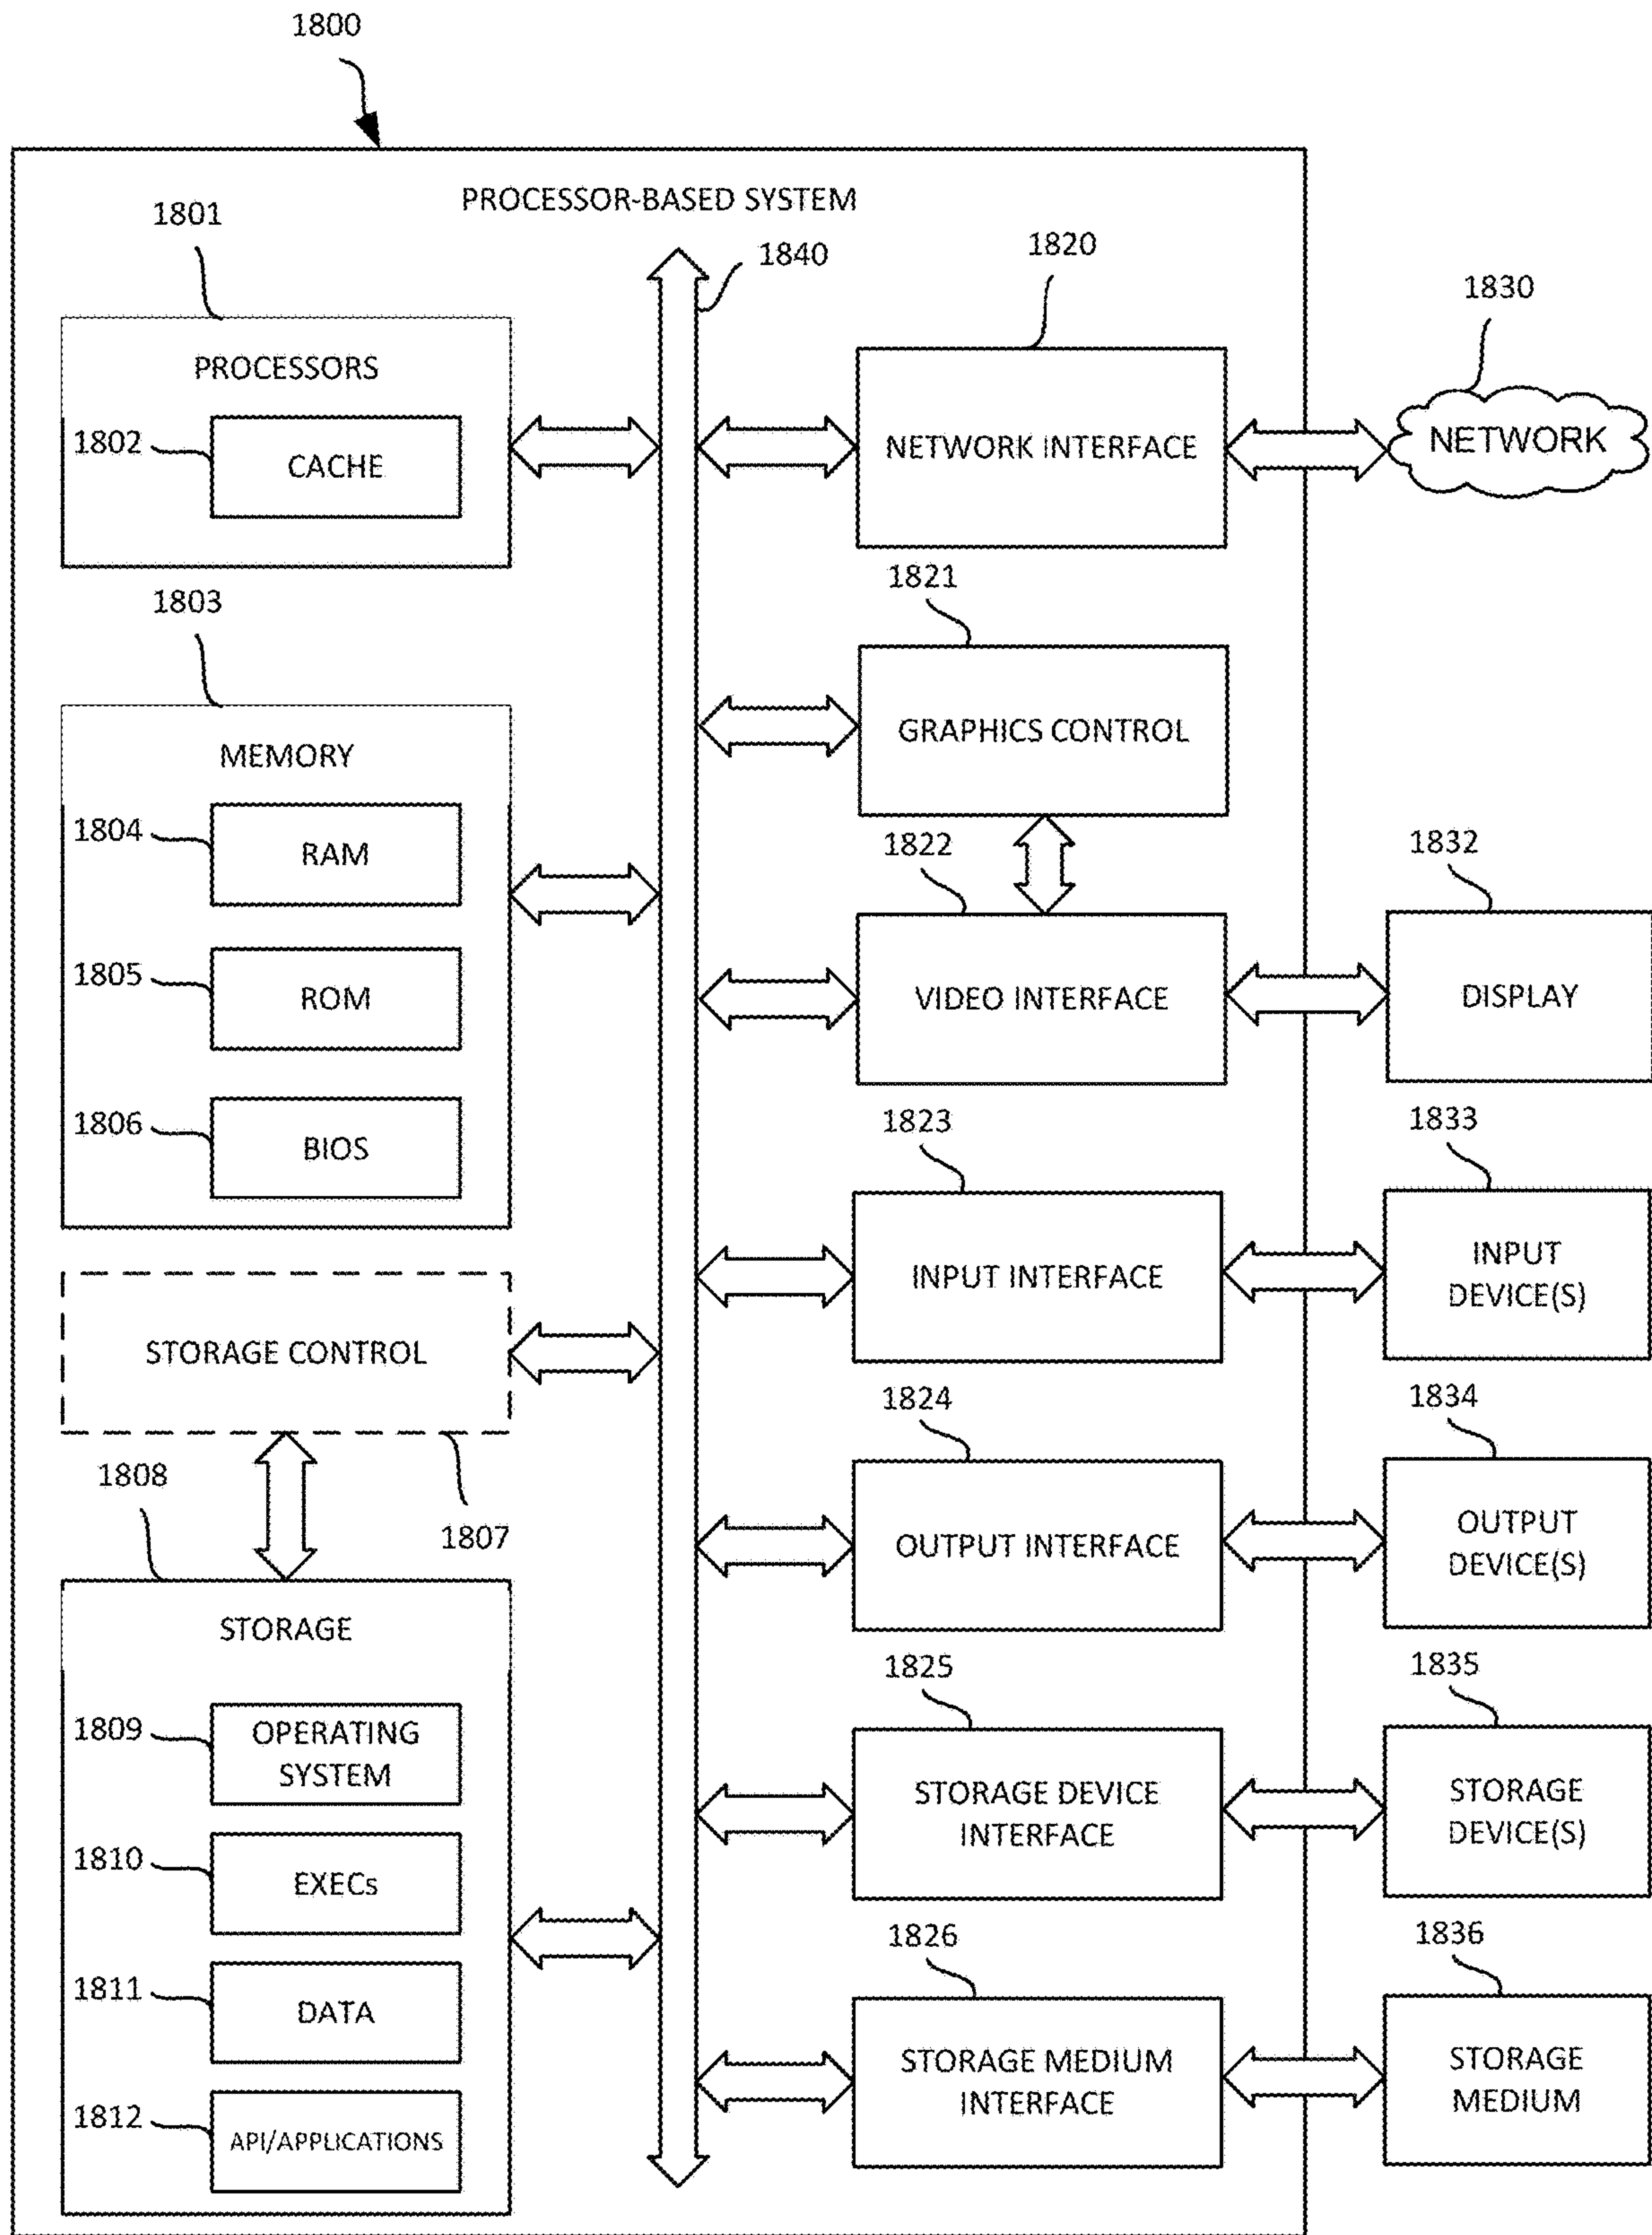 1800
PROCESSOR-BASED SYSTEM
1801
1840
1820
1830
PROCESSORS
1802
CACHE
NETWORK INTERFACE
NETWORK
1803
1821
MEMORY
GRAPHICS CONTROL
1804
RAM
1822
1832
1805
ROM
VIDEO INTERFACE
DISPLAY
1806
BIOS
1823
1833
INPUT INTERFACE
INPUT
DEVICE(S)
STORAGE CONTROL
1807
1808
1824
1834
OUTPUT INTERFACE
OUTPUT
DEVICE(S)
STORAGE
1825
1835
1809
OPERATING
SYSTEM
STORAGE DEVICE
INTERFACE
STORAGE
DEVICE(S)
1810
EXECs
1826
1836
1811
DATA
STORAGE MEDIUM
INTERFACE
STORAGE
MEDIUM
1812
API/APPLICATIONS